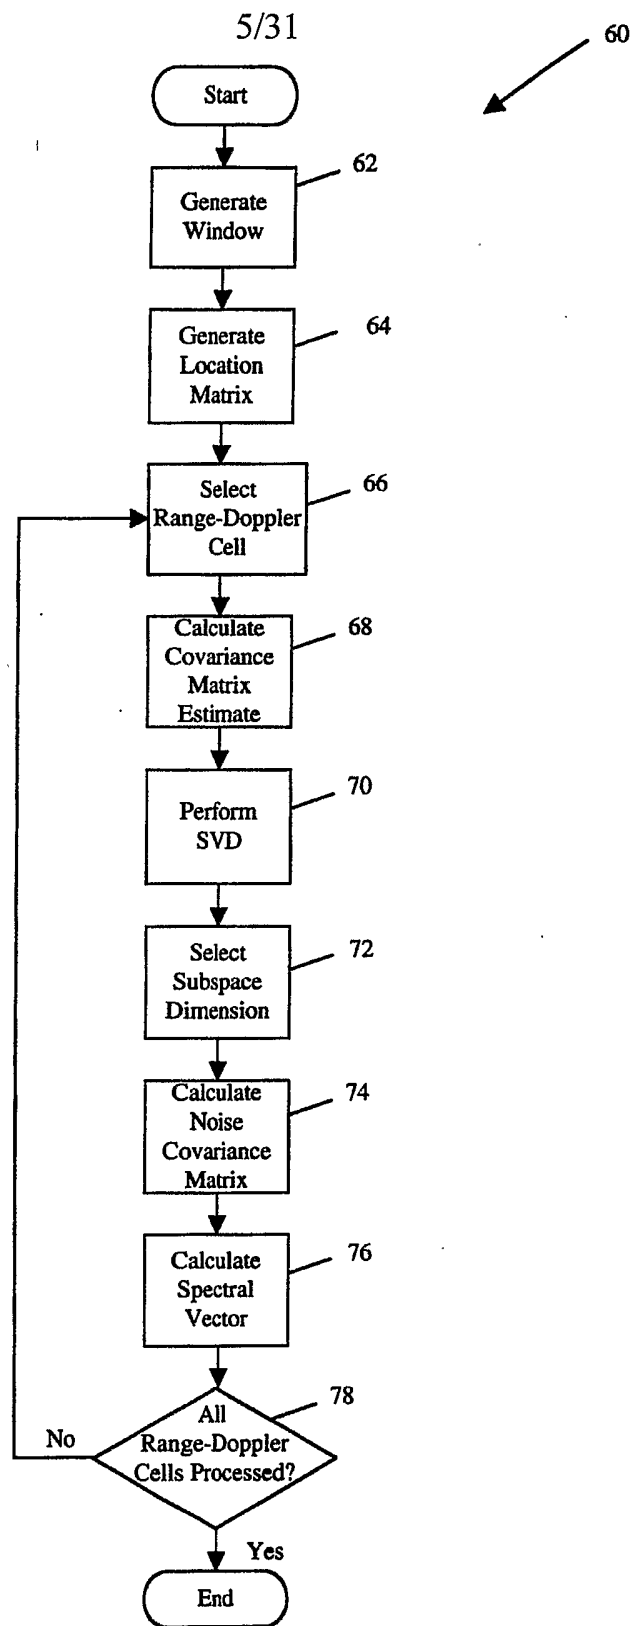 5/31
60
Start
62
Generate
Window
64
Generate
Location
Matrix
66
Select
Range-Doppler
Cell
68
Calculate
Covariance
Matrix
Estimate
70
Perform
SVD
72
Select
Subspace
Dimension
74
Calculate
Noise
Covariance
Matrix
76
Calculate
Spectral
Vector
78
All
Range-Doppler
Cells Processed?
No
Yes
End